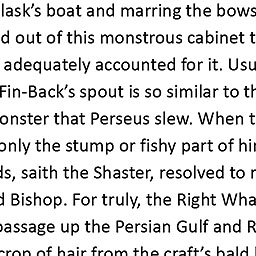 lask’s boat and marring the bows
d out of this monstrous cabinet t
adequately accounted for it. Usu
Fin-Back’s spout is so similar to th
onster that Perseus slew. When t
only the stump or fishy part of hi
ds, saith the Shaster, resolved to r
d Bishop. For truly, the Right Wha
passage up the Persian Gulf and R
crop of hair from the craft’s bald